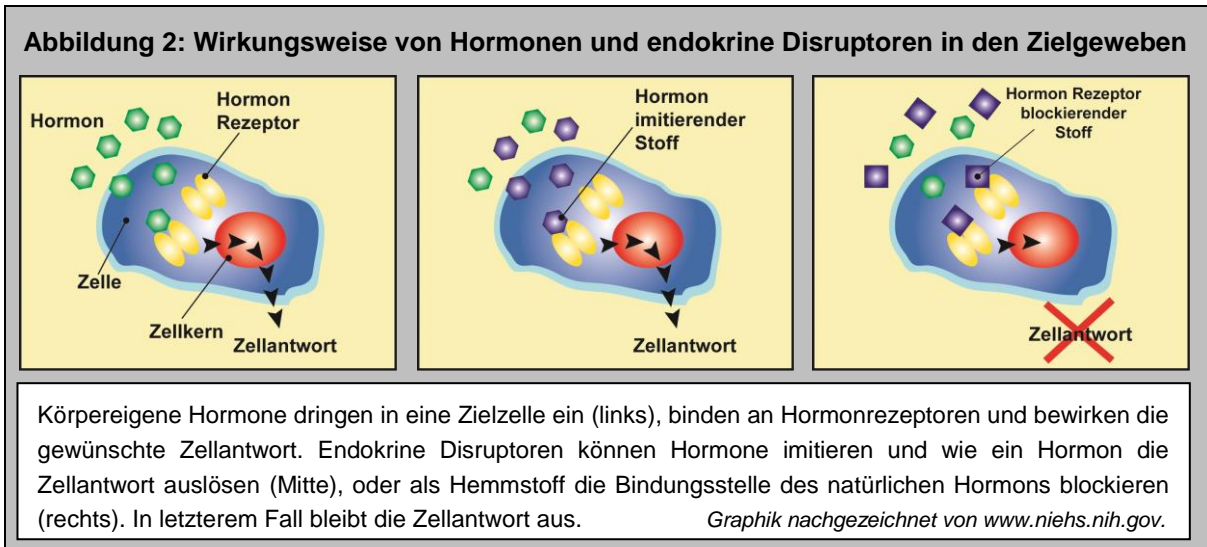 Abbildung 2: Wirkungsweise von Hormonen und endokrine Disruptoren in den Zielgeweben
Hormon
Hormon
Rezeptor
Zelle
Zellkern
Zellantwort
Hormon
imitierender
Stoff
Zellantwort
Hormon Rezeptor
blockierender
Stoff
Zellantwort
Körpereigene Hormone dringen in eine Zielzelle ein (links), binden an Hormonrezeptoren und bewirken die
gewünschte Zellantwort. Endokrine Disruptoren können Hormone imitieren und wie ein Hormon die
Zellantwort auslösen (Mitte), oder als Hemmstoff die Bindungsstelle des natürlichen Hormons blockieren
(rechts). In letzterem Fall bleibt die Zellantwort aus. Graphik nachgezeichnet von www.niehs.nih.gov.